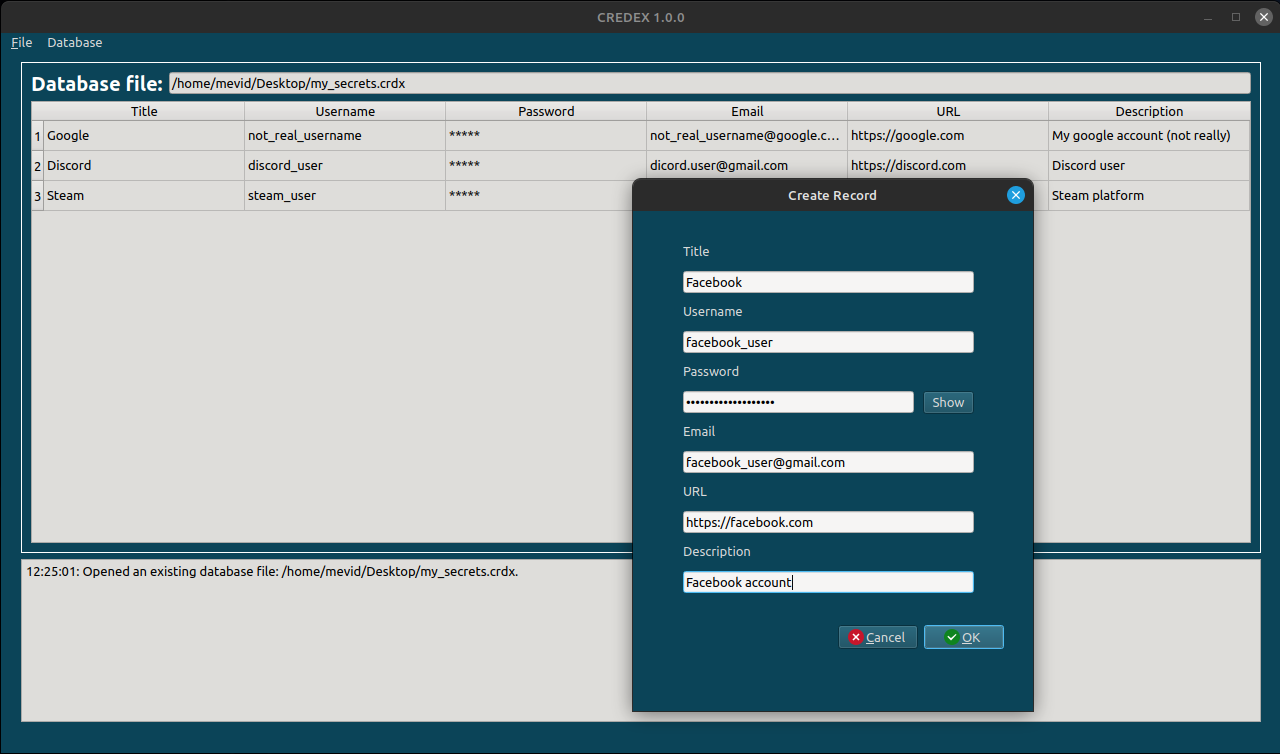 CREDEX 1.0.0
File Database
Database file: /home/mevid/Desktop/my_secrets.crdx
Title Username Password Email URL Description
1 Google not_real_username ***** not_real_username@google.c... https://google.com My google account (not really)
2 Discord discord_user ***** dicord.user@gmail.com https://discord.com Discord user
3 Steam steam_user ***** Steam platform
Create Record
Title
Facebook
Username
facebook_user
Password
••••••••••••••••••• Show
Email
facebook_user@gmail.com
URL
https://facebook.com
Description
Facebook account
Cancel OK
12:25:01: Opened an existing database file: /home/mevid/Desktop/my_secrets.crdx.